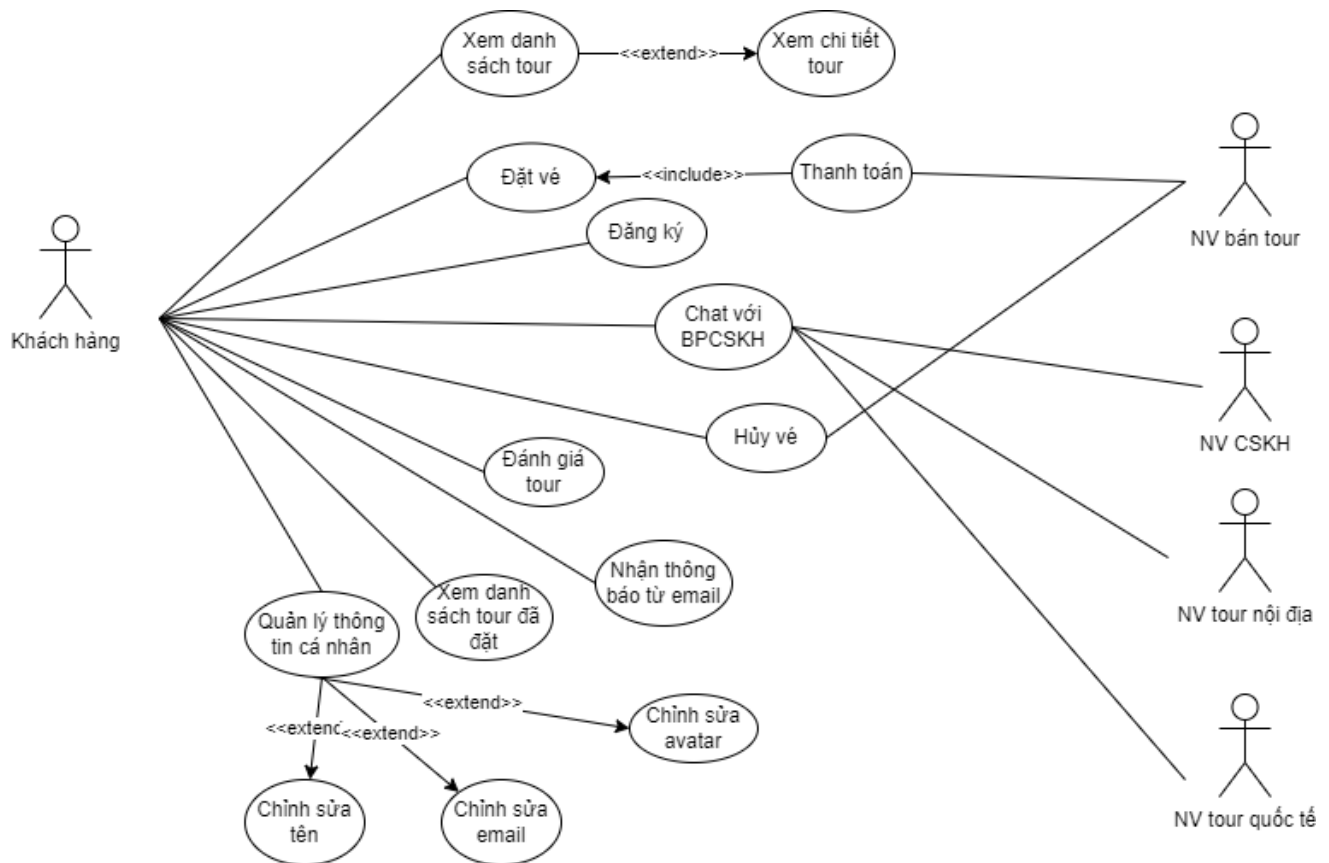 Xem danh
sách tour
<<extend>>
Xem chi tiết
tour
Đặt vé
<<include>>
Thanh toán
NV bán tour
Đăng ký
Khách hàng
Chat với
BPCSKH
NV CSKH
Hủy vé
Đánh giá
tour
Nhận thông
báo từ email
Xem danh
sách tour đã
đặt
NV tour nội địa
Quản lý thông
tin cá nhân
<<extend>>
<<extend>>
<<extend>>
Chỉnh sửa
avatar
Chỉnh sửa
tên
Chỉnh sửa
email
NV tour quốc tế